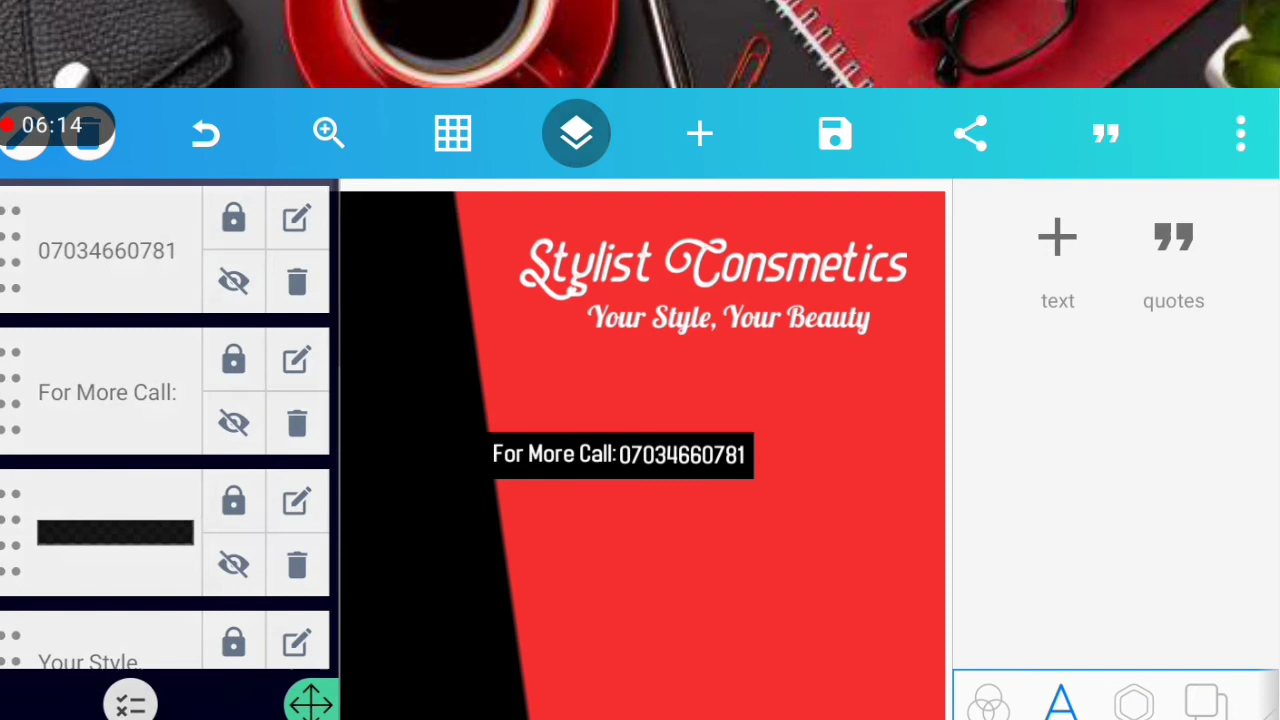 06:14
07034660781
For More Call:
Your Style,
Stylist Consmetics
Your Style, Your Beauty
For More Call: 07034660781
text
quotes